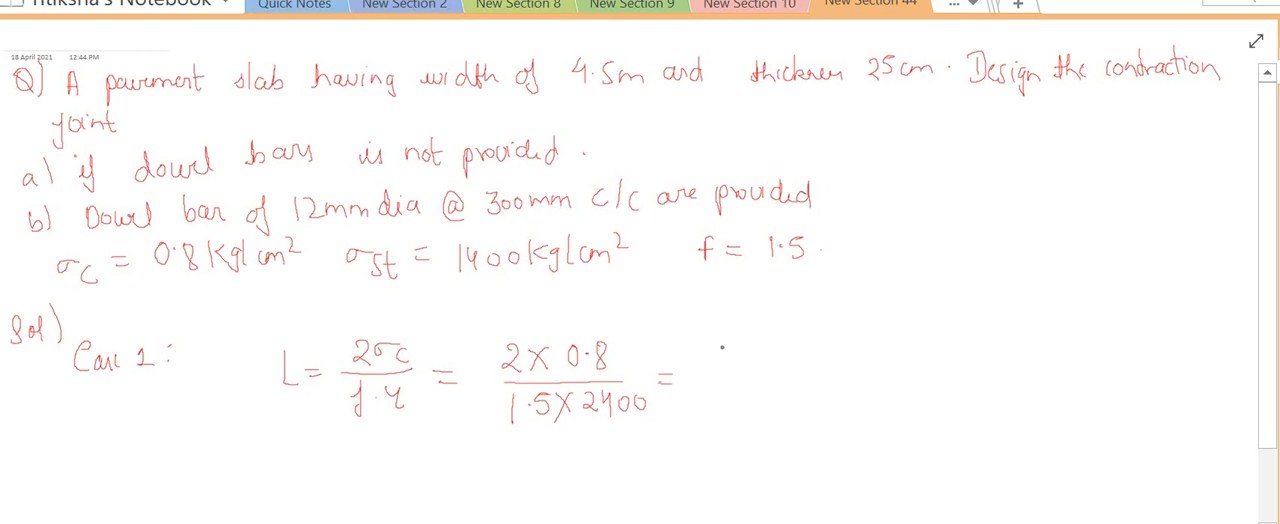 Quick Notes New Section 2 New Section 8 New Section 9 New Section 10 New Section 44
18 April 2021 12:44 PM
Q) A pavement slab having width of 4.5m and thickness 25cm. Design the contraction
joint
a) if dowel bars is not provided.
b) Dowel bar of 12mm dia @ 300mm c/c are provided
σc = 0.8 Kg/cm² σst = 1400 kg/cm² f = 1.5
Sol)
Case 1: L = 2σc / f.γ = 2 X 0.8 / 1.5 X 2400 =